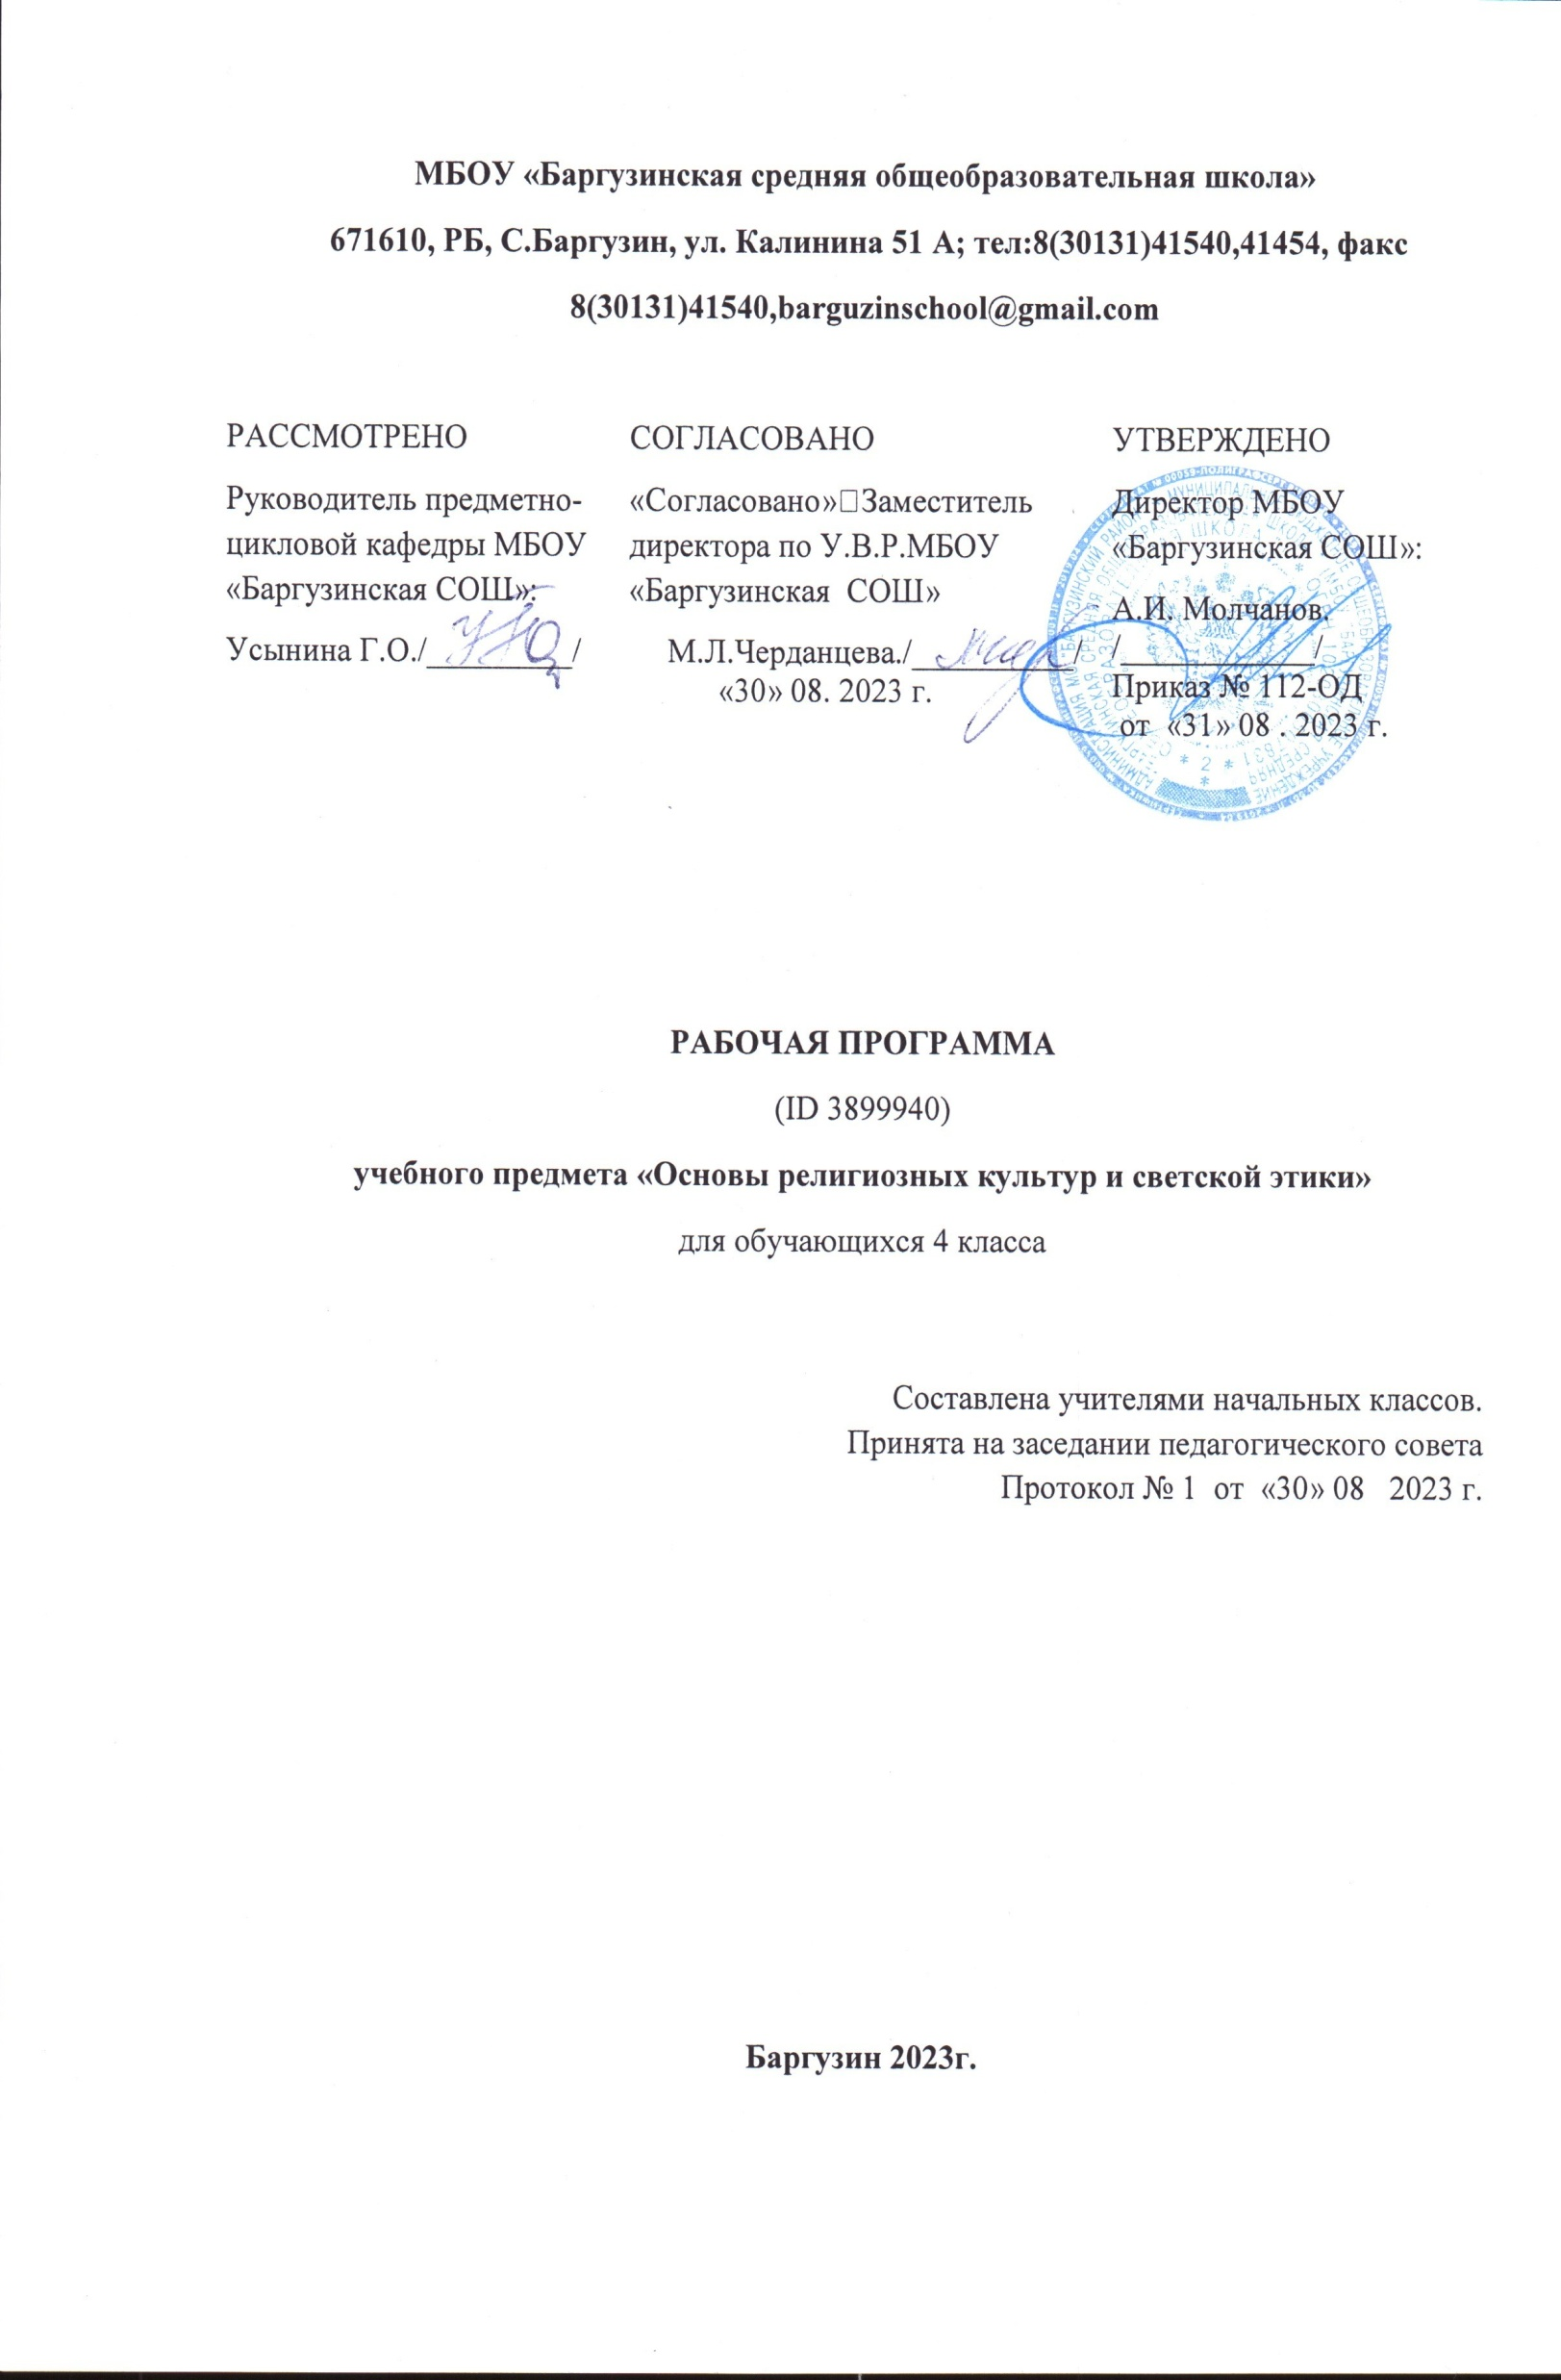 МБОУ «Баргузинская средняя общеобразовательная школа»
671610, РБ, С.Баргузин, ул. Калинина 51 А; тел:8(30131)41540,41454, факс
8(30131)41540,barguzinschool@gmail.com
РАССМОТРЕНО
Руководитель предметно-
цикловой кафедры МБОУ
«Баргузинская СОШ»:
Усынина Г.О./__________/
СОГЛАСОВАНО
«Согласовано»□Заместитель
директора по У.В.Р.МБОУ
«Баргузинская СОШ»
М.Л.Черданцева./___________/
«30» 08. 2023 г.
УТВЕРЖДЕНО
Директор МБОУ
«Баргузинская СОШ»:
А.И. Молчанов.
/_____________/
Приказ № 112-ОД
от «31» 08 . 2023 г.
РАБОЧАЯ ПРОГРАММА
(ID 3899940)
учебного предмета «Основы религиозных культур и светской этики»
для обучающихся 4 класса
Составлена учителями начальных классов.
Принята на заседании педагогического совета
Протокол № 1 от «30» 08 2023 г.
Баргузин 2023г.